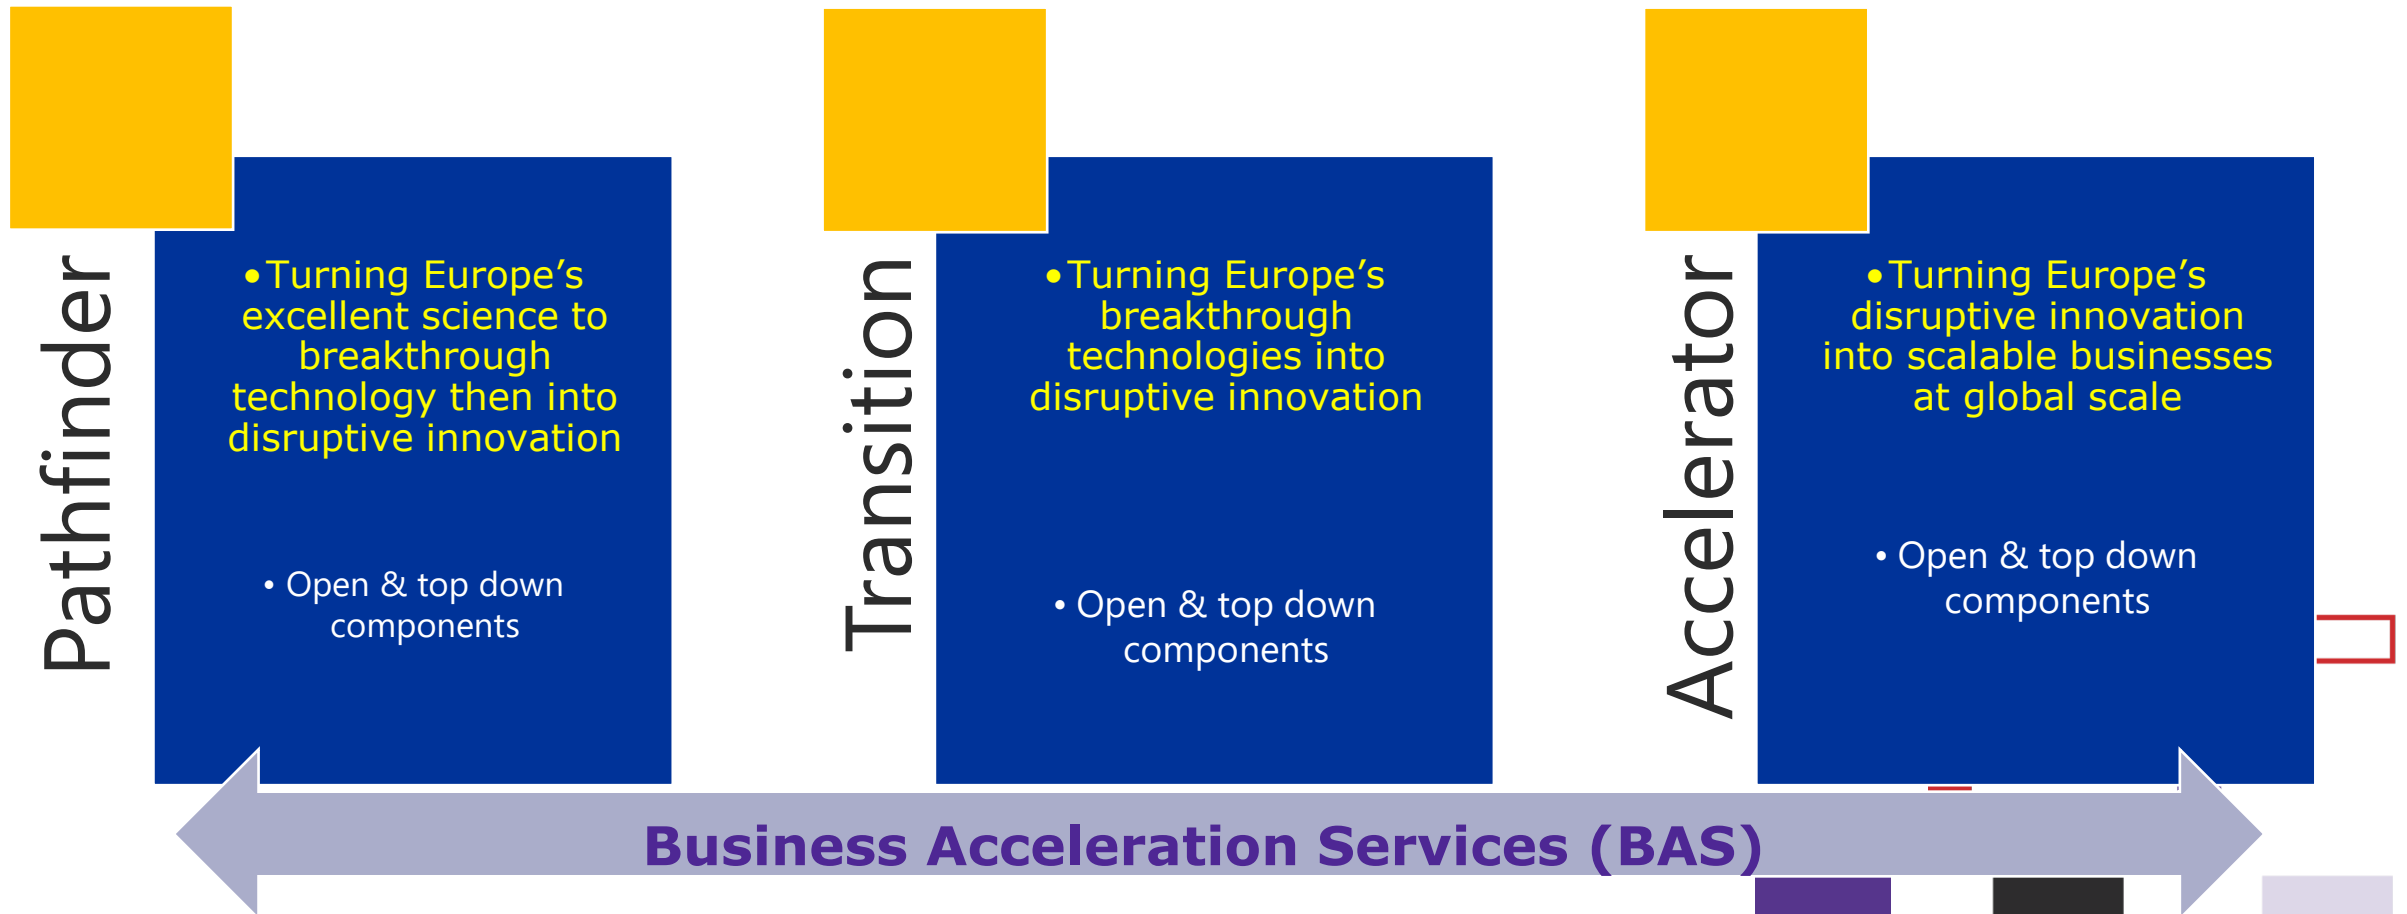 Pathfinder
•Turning Europe’s
excellent science to
breakthrough
technology then into
disruptive innovation
• Open & top down
components
Transition
•Turning Europe’s
breakthrough
technologies into
disruptive innovation
• Open & top down
components
Accelerator
•Turning Europe’s
disruptive innovation
into scalable businesses
at global scale
• Open & top down
components
Business Acceleration Services (BAS)